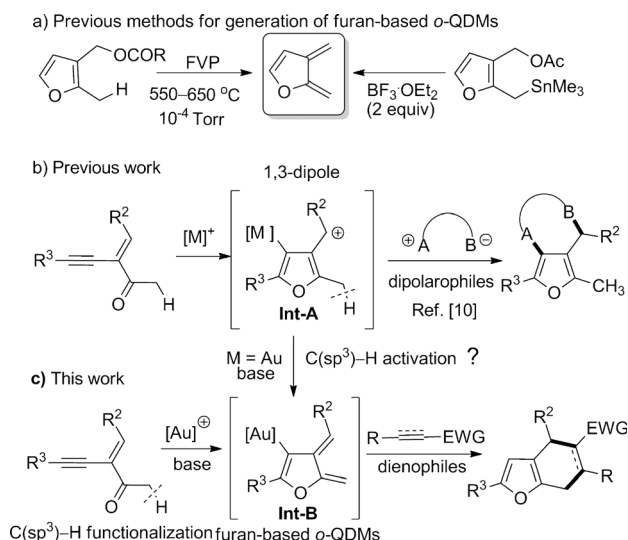 a) Previous methods for generation of furan-based o-QDMs
OCOR
O
H
FVP
550–650 °C
10⁻⁴ Torr
O
BF₃·OEt₂
(2 equiv)
OAc
SnMe₃
O
b) Previous work
R²
R³
O
H
[M]⁺
1,3-dipole
R²
[M]
⊕
R³
O
H
Int-A
⊕
A
B
⊖
dipolarophiles
Ref. [10]
B
A
R²
R³
O
CH₃
M = Au
base
C(sp³)–H activation ?
c) This work
R²
R³
O
H
[Au]⊕
base
R²
[Au]
R³
O
Int-B
R
EWG
dienophiles
R²
EWG
R
R³
O
C(sp³)–H functionalization
furan-based o-QDMs